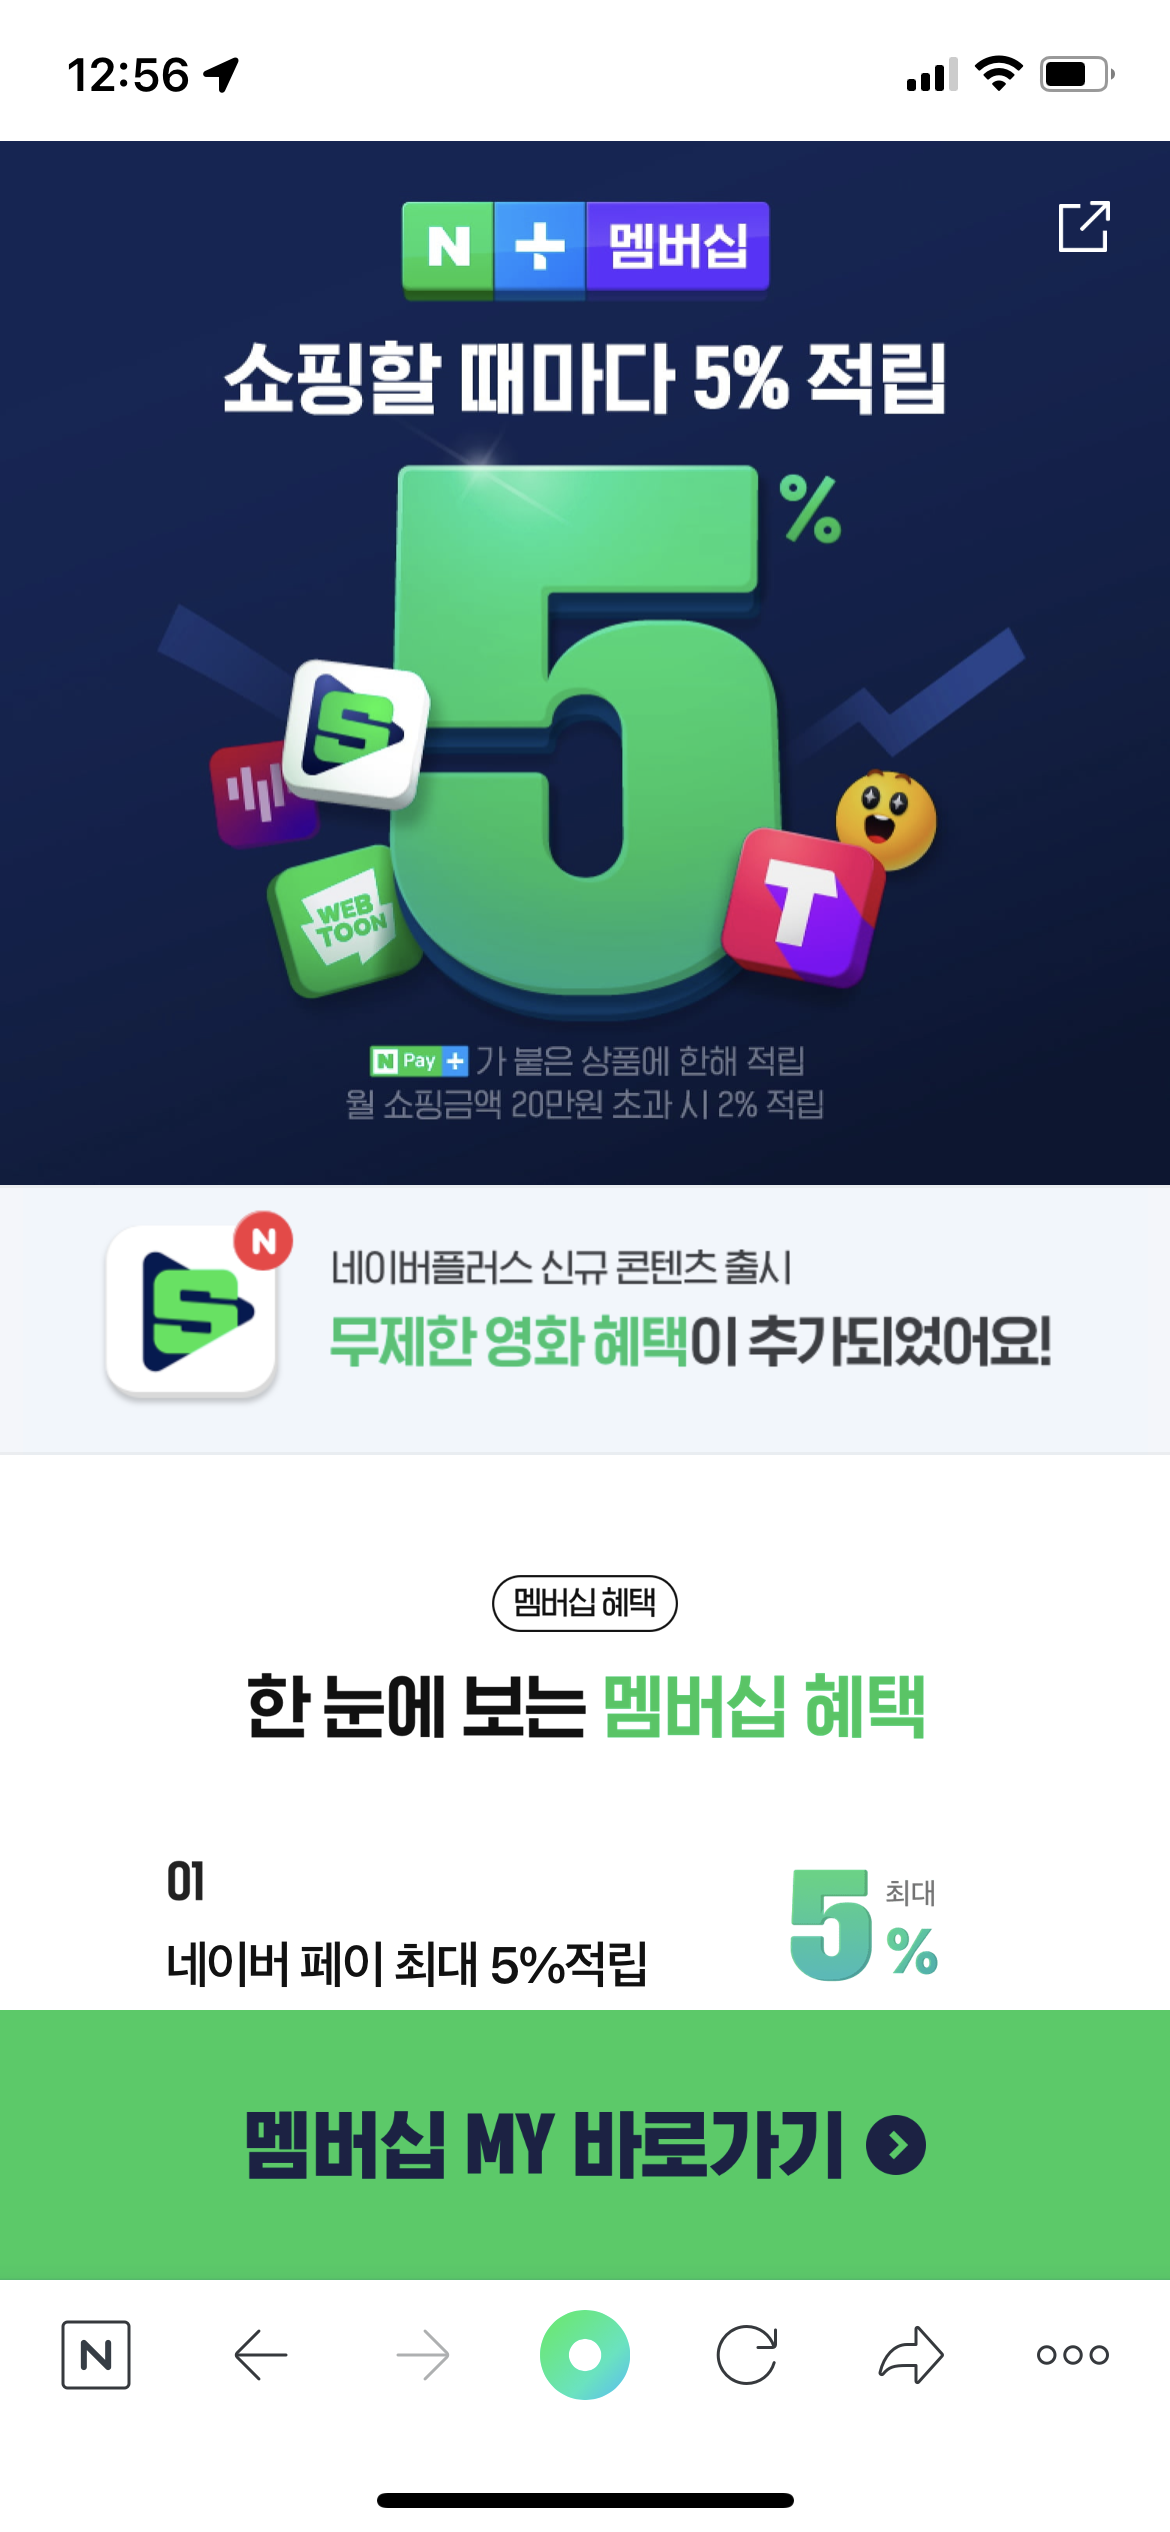 12:56
N + 멤버십
쇼핑할 때마다 5% 적립
5%
S
WEB
TOON
T
N Pay + 가 붙은 상품에 한해 적립
월 쇼핑금액 20만원 초과 시 2% 적립
S N
네이버플러스 신규 콘텐츠 출시
무제한 영화 혜택이 추가되었어요!
멤버십 혜택
한 눈에 보는 멤버십 혜택
01
네이버 페이 최대 5%적립
최대
5%
멤버십 MY 바로가기
N